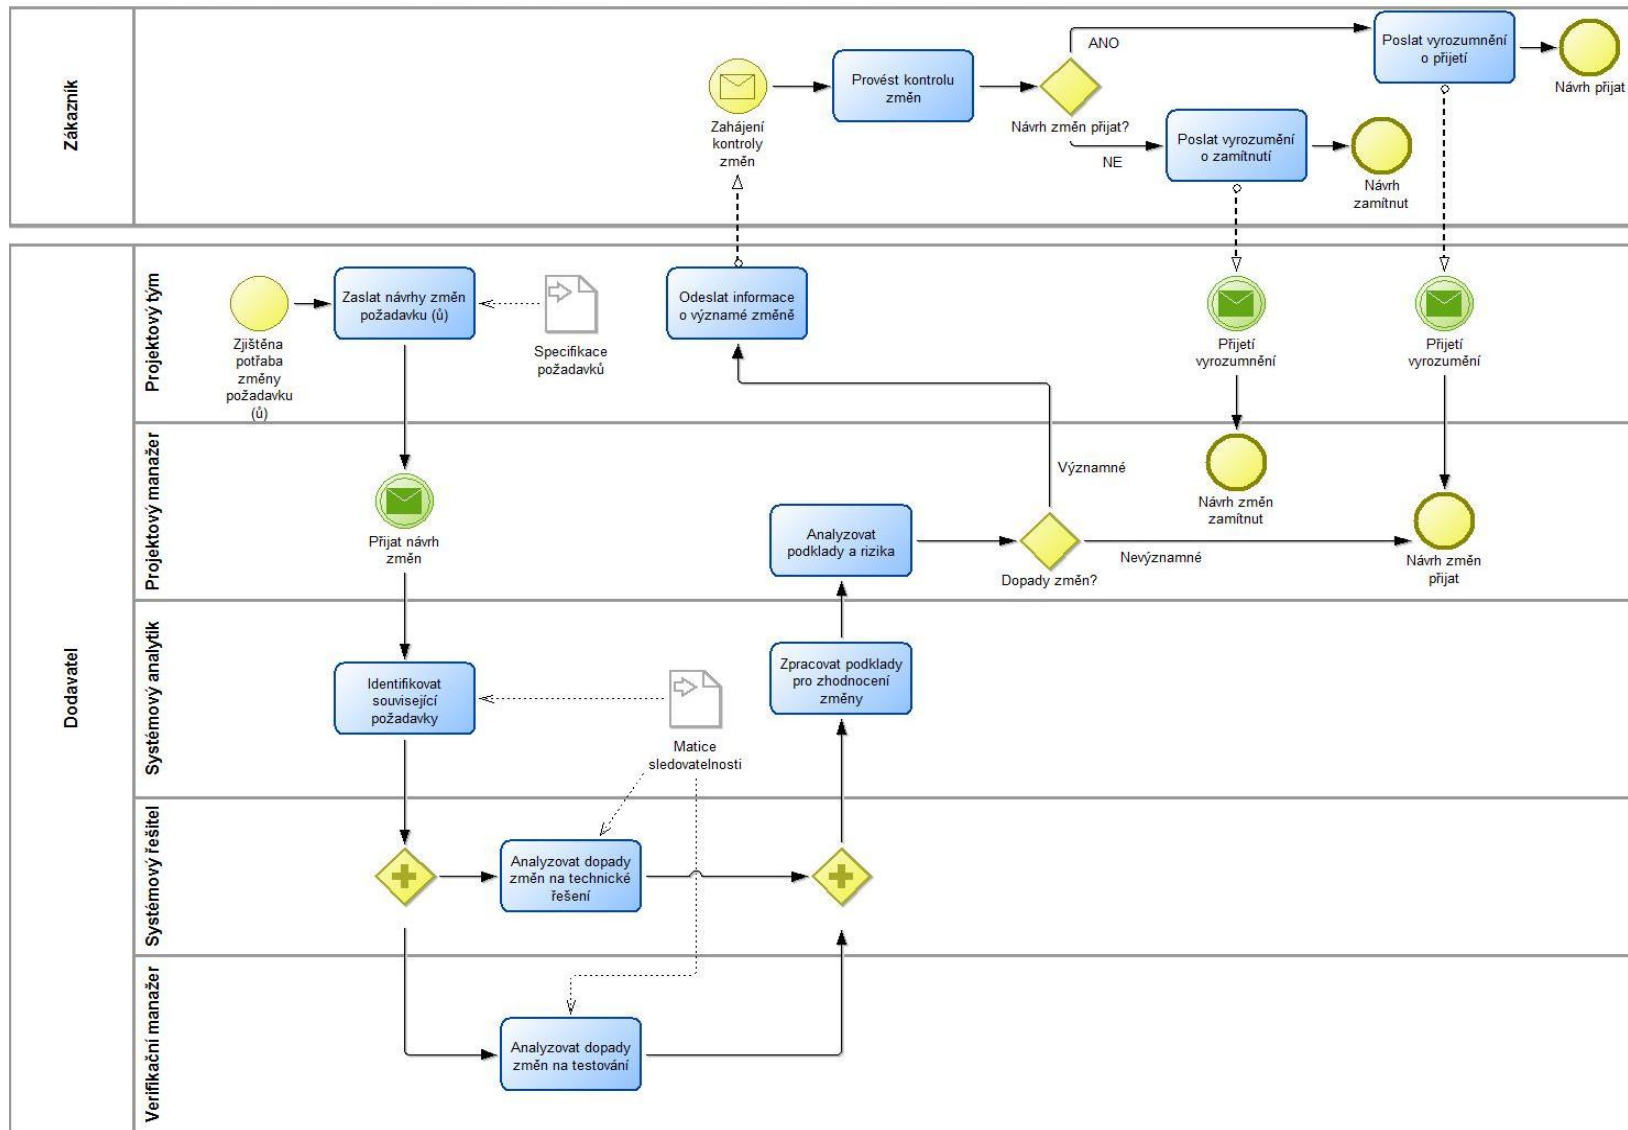 Zákazník
ANO
Poslat vyrozumnění
o přijetí
Návrh přijat
Provést kontrolu
změn
Zahájení
kontroly
změn
Návrh změn přijat?
NE
Poslat vyrozumění
o zamítnutí
Návrh
zamítnut
Dodavatel
Projektový tým
Zjištěna
potřaba
změny
požadavku
(ů)
Zaslat návrhy změn
požadavku (ů)
Specifikace
požadavků
Odeslat informace
o význame změně
Přijetí
vyrozumnění
Přijetí
vyrozumění
Projektový manažer
Přijat návrh
změn
Analyzovat
podklady a rizika
Významné
Dopady změn?
Nevýznamné
Návrh změn
zamítnut
Návrh změn
přijat
Systémový analytik
Identifikovat
související
požadavky
Matice
sledovatelnosti
Zpracovat podklady
pro zhodnocení
změny
Systémový řešitel
Analyzovat dopady
změn na technické
řešení
Verifikační manažer
Analyzovat dopady
změn na testování